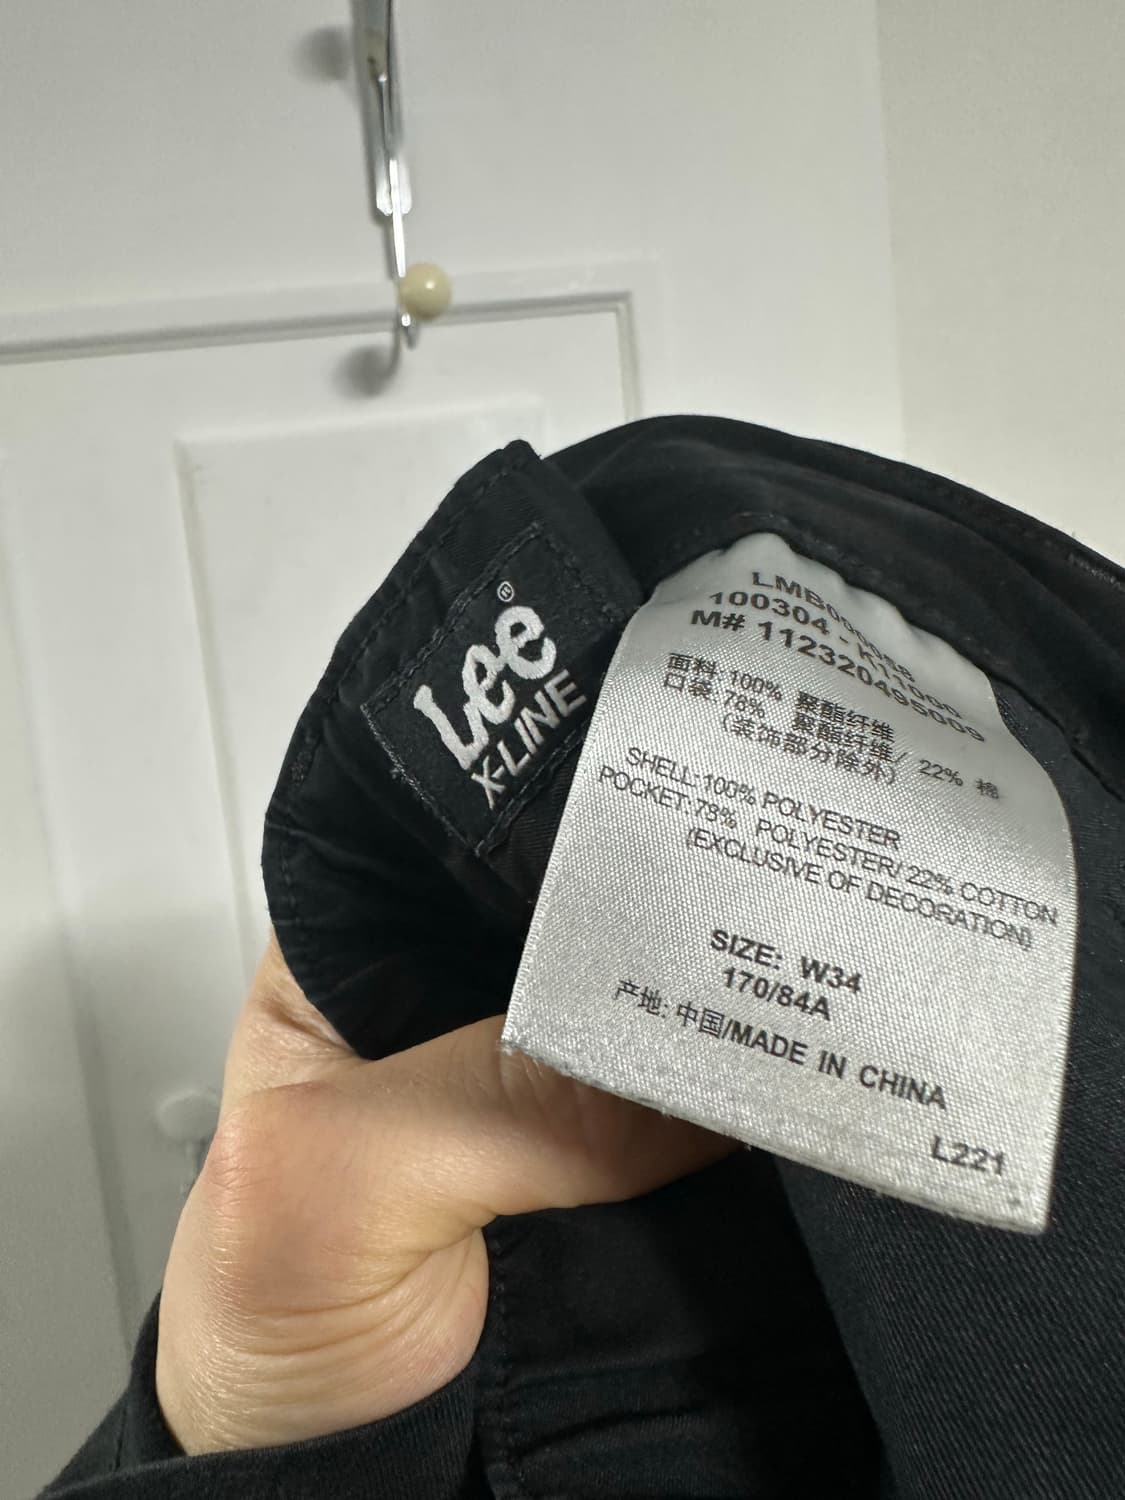 Lee®
X-LINE
100304 - K11000
M# 112320495009
面料: 100% 聚酯纤维
口袋: 78% 聚酯纤维/ 22% 棉
(装饰部分除外)
SHELL:100% POLYESTER
POCKET:78% POLYESTER/ 22% COTTON
(EXCLUSIVE OF DECORATION)
SIZE: W34
170/84A
产地: 中国/MADE IN CHINA
L221